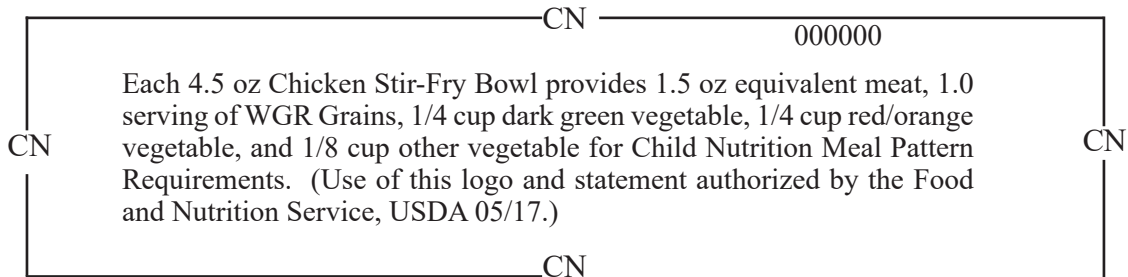 CN
000000
Each 4.5 oz Chicken Stir-Fry Bowl provides 1.5 oz equivalent meat, 1.0
serving of WGR Grains, 1/4 cup dark green vegetable, 1/4 cup red/orange
vegetable, and 1/8 cup other vegetable for Child Nutrition Meal Pattern
Requirements. (Use of this logo and statement authorized by the Food
and Nutrition Service, USDA 05/17.)
CN
CN
CN